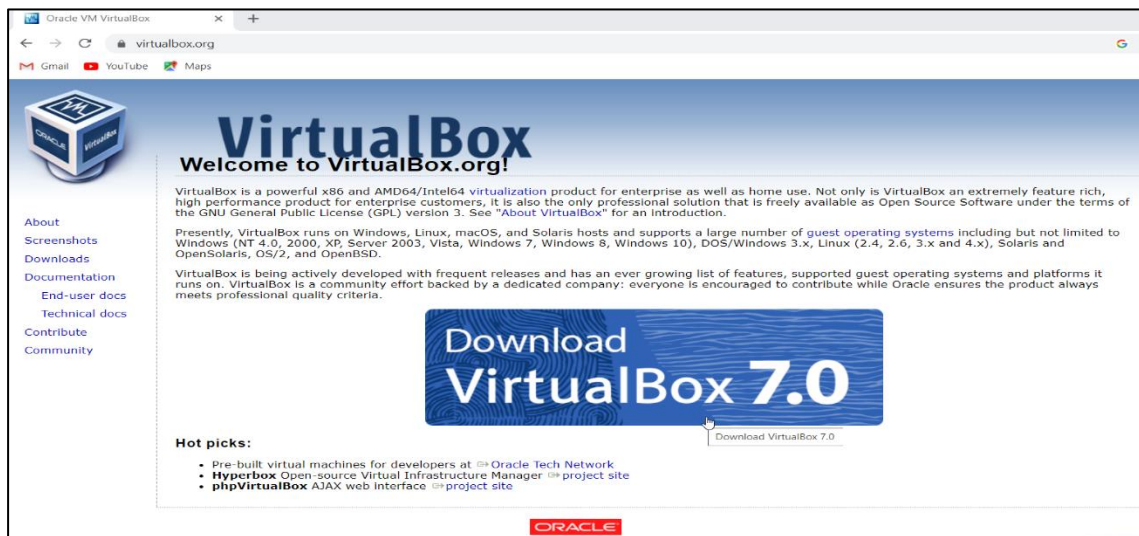 Oracle VM VirtualBox
virtualbox.org
G
Gmail YouTube Maps
ORACLE
VirtualBox
VirtualBox
Welcome to VirtualBox.org!
VirtualBox is a powerful x86 and AMD64/Intel64 virtualization product for enterprise as well as home use. Not only is VirtualBox an extremely feature rich,
high performance product for enterprise customers, it is also the only professional solution that is freely available as Open Source Software under the terms of
the GNU General Public License (GPL) version 3. See "About VirtualBox" for an introduction.
Presently, VirtualBox runs on Windows, Linux, macOS, and Solaris hosts and supports a large number of guest operating systems including but not limited to
Windows (NT 4.0, 2000, XP, Server 2003, Vista, Windows 7, Windows 8, Windows 10), DOS/Windows 3.x, Linux (2.4, 2.6, 3.x and 4.x), Solaris and
OpenSolaris, OS/2, and OpenBSD.
VirtualBox is being actively developed with frequent releases and has an ever growing list of features, supported guest operating systems and platforms it
runs on. VirtualBox is a community effort backed by a dedicated company: everyone is encouraged to contribute while Oracle ensures the product always
meets professional quality criteria.
About
Screenshots
Downloads
Documentation
End-user docs
Technical docs
Contribute
Community
Download
VirtualBox 7.0
Download VirtualBox 7.0
Hot picks:
• Pre-built virtual machines for developers at Oracle Tech Network
• Hyperbox Open-source Virtual Infrastructure Manager project site
• phpVirtualBox AJAX web interface project site
ORACLE